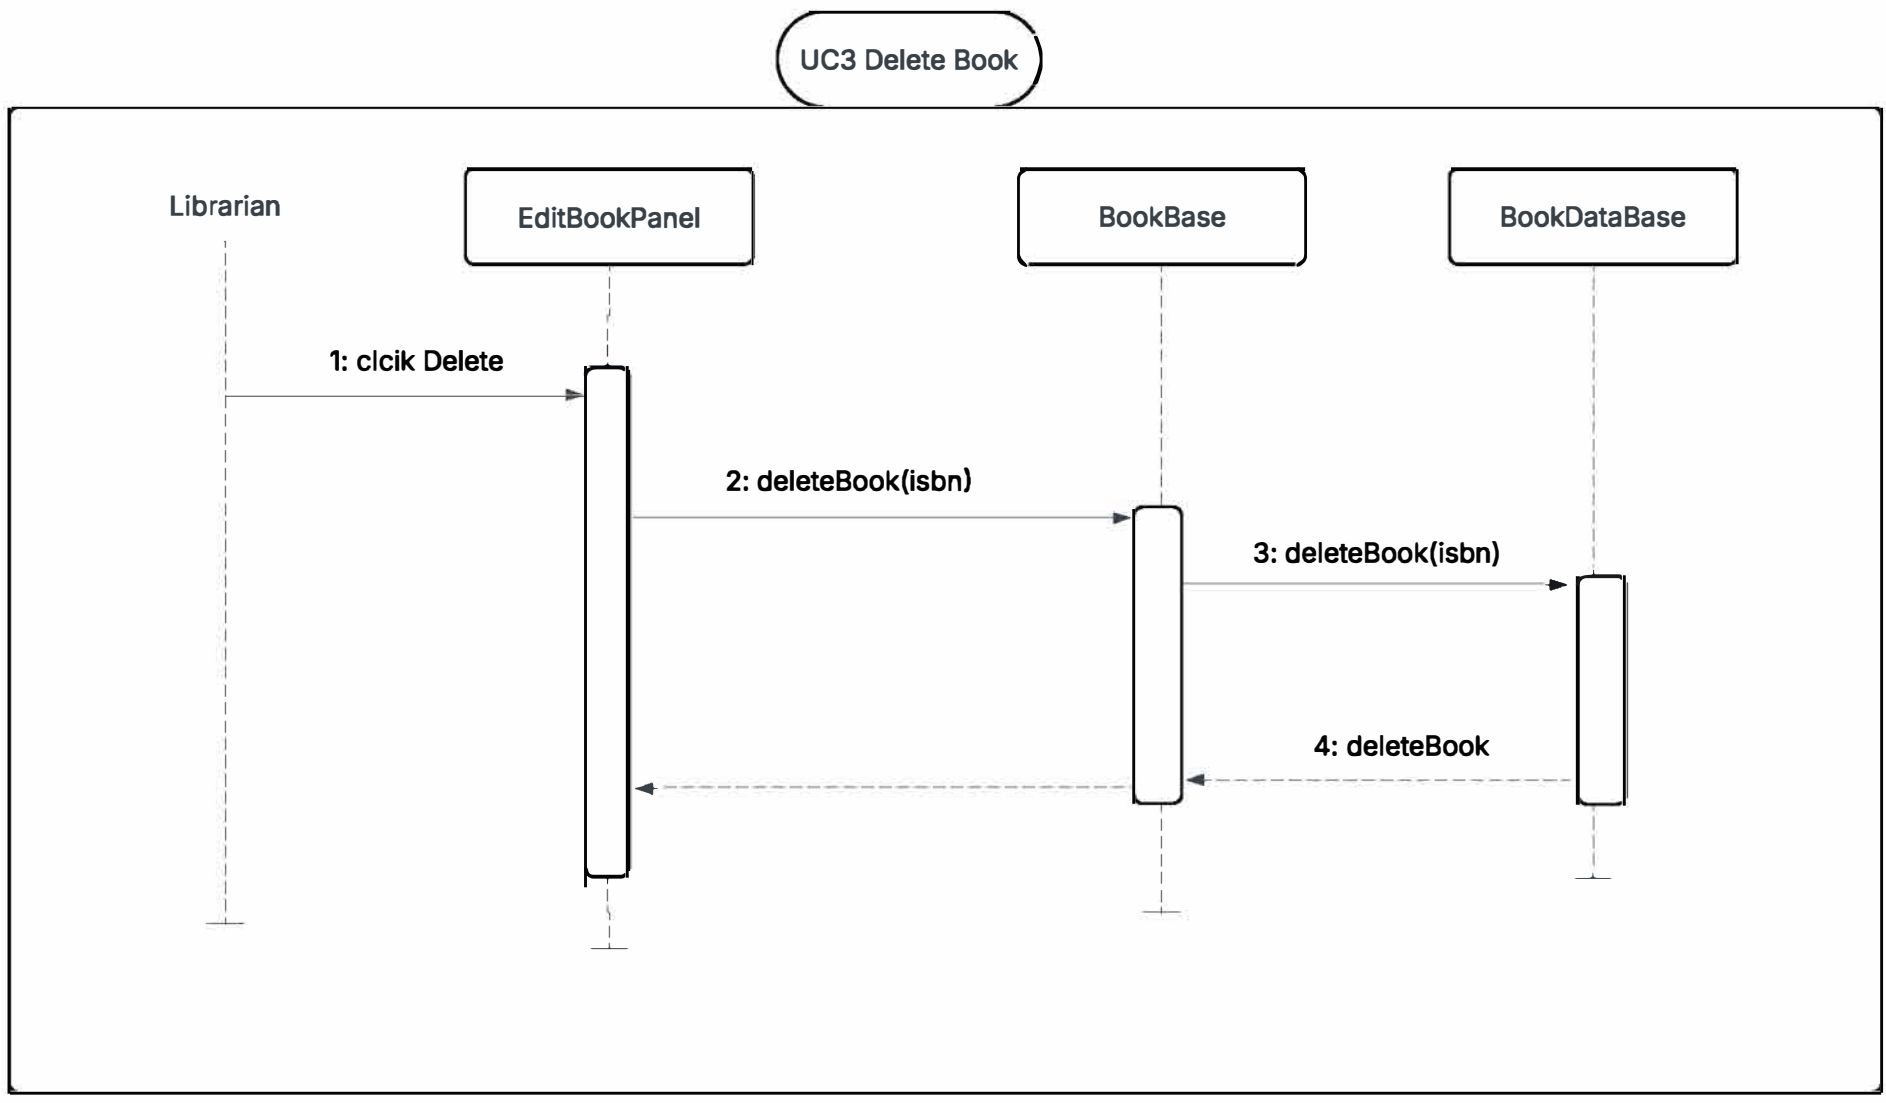 UC3 Delete Book
Librarian
EditBookPanel
BookBase
BookDataBase
1: clcik Delete
2: deleteBook(isbn)
3: deleteBook(isbn)
4: deleteBook